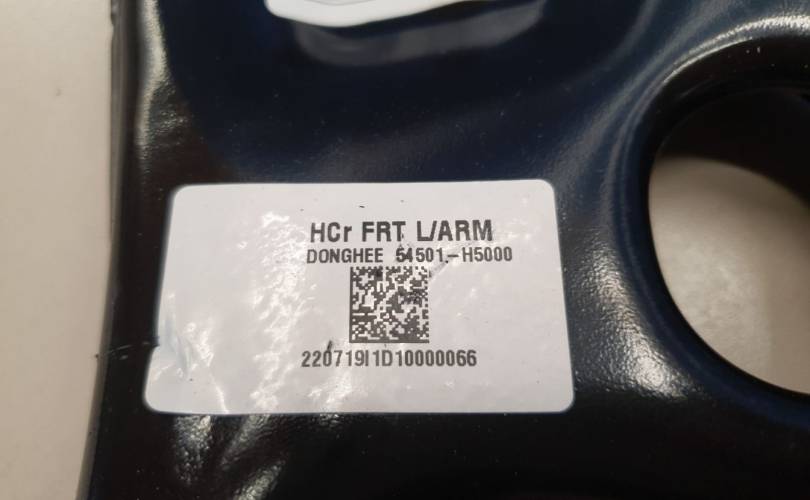 HCr FRT L/ARM
DONGHEE 54501-H5000
220719I1D10000066